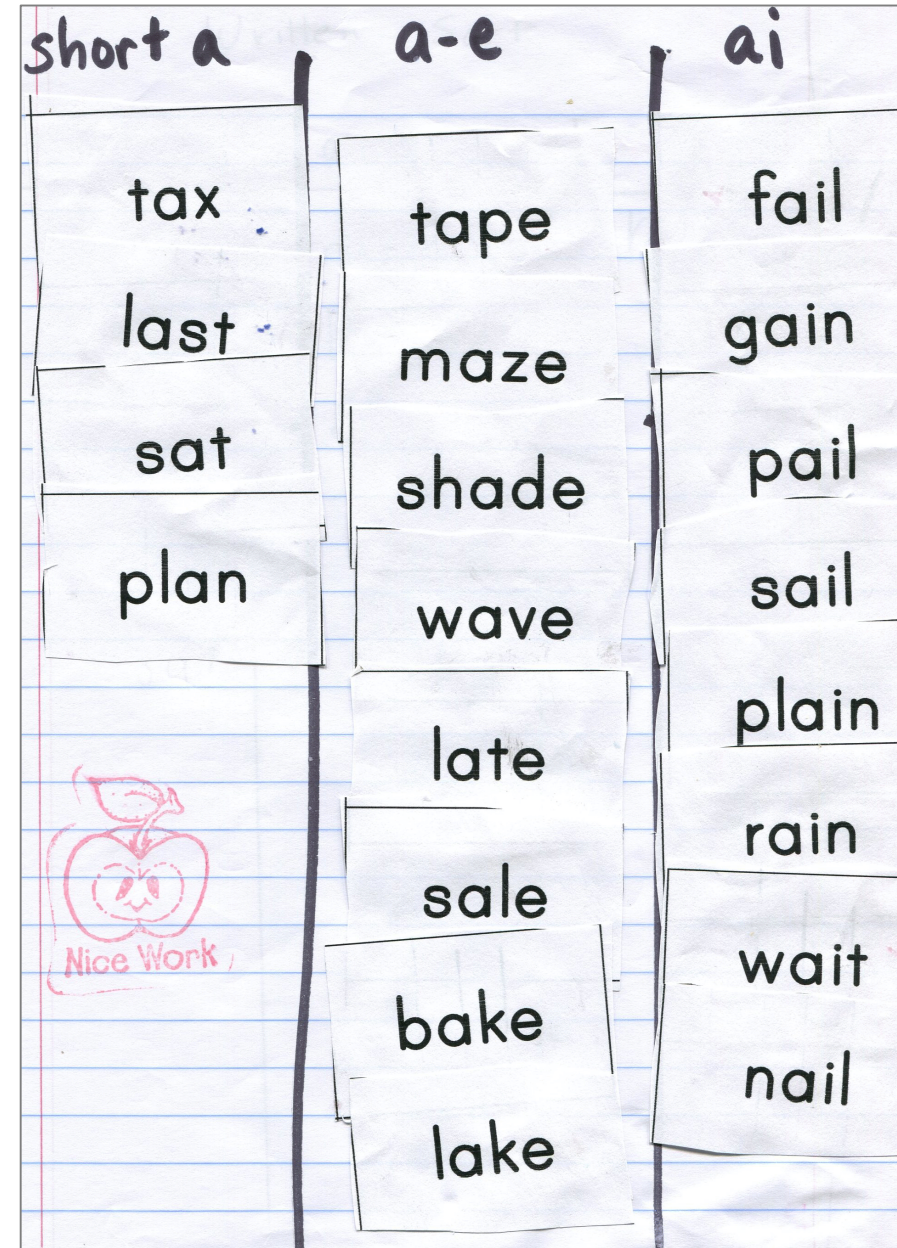 short a
a-e
ai
tax
last
sat
plan
Nice Work
tape
maze
shade
wave
late
sale
bake
lake
fail
gain
pail
sail
plain
rain
wait
nail